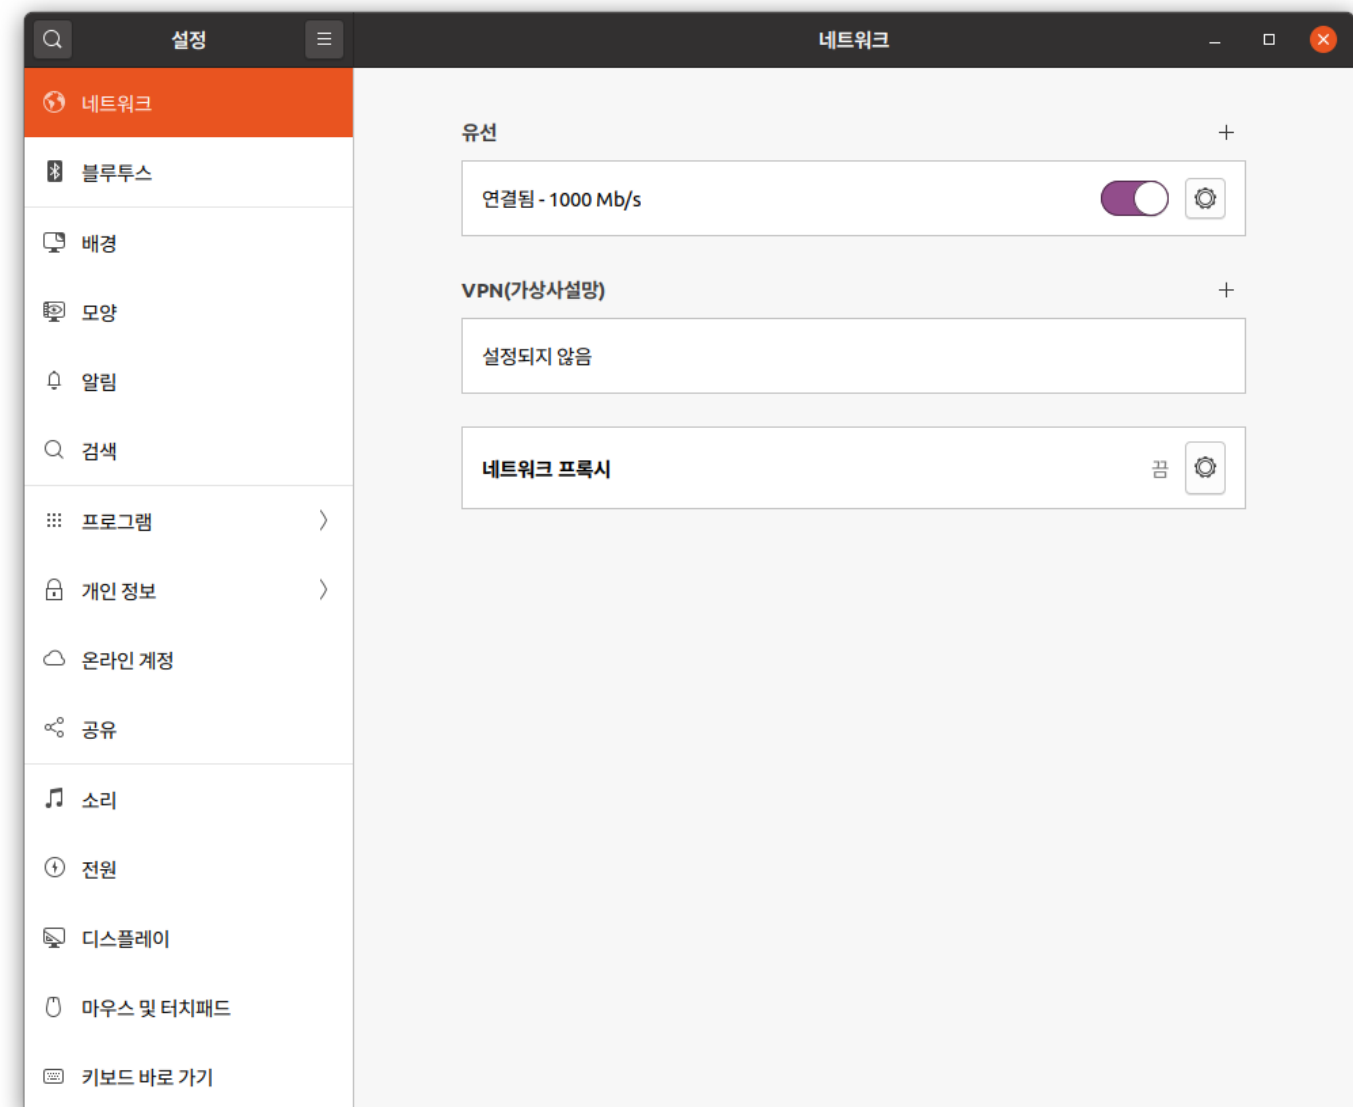 설정
네트워크
네트워크
블루투스
배경
모양
알림
검색
프로그램
개인 정보
온라인 계정
공유
소리
전원
디스플레이
마우스 및 터치패드
키보드 바로 가기
유선
연결됨 - 1000 Mb/s
VPN(가상사설망)
설정되지 않음
네트워크 프록시
끔